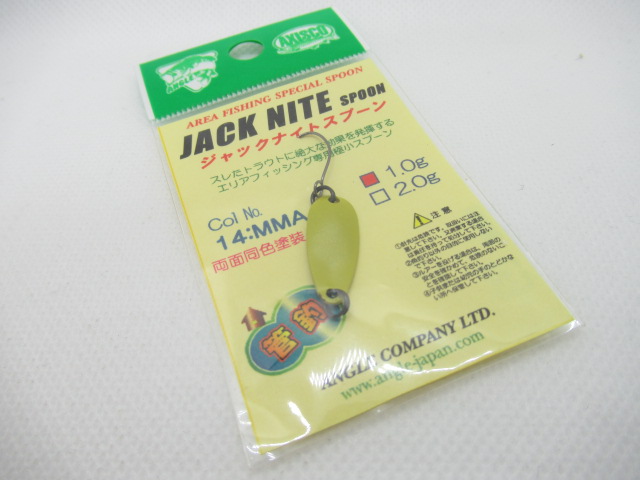 ANGLE
AXISCO
AREA FISHING SPECIAL SPOON
JACK NITE SPOON
ジャックナイトスプーン
スレたトラウトに絶大な効果を発揮する
エリアフィッシング専用極小スプーン
1.0g
2.0g
Col No.
14:MMA
両面同色塗装
注意
管釣
ANGLE COMPANY LTD.
www.angle-japan.com